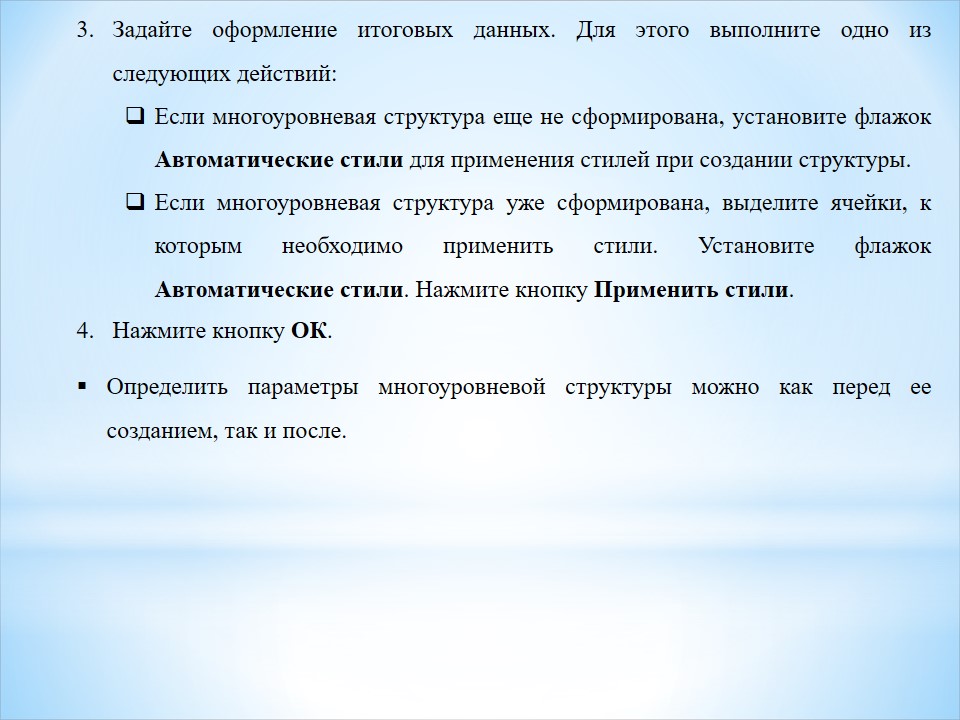 3. Задайте оформление итоговых данных. Для этого выполните одно из
следующих действий:
❑ Если многоуровневая структура еще не сформирована, установите флажок
Автоматические стили для применения стилей при создании структуры.
❑ Если многоуровневая структура уже сформирована, выделите ячейки, к
которым необходимо применить стили. Установите флажок
Автоматические стили. Нажмите кнопку Применить стили.
4. Нажмите кнопку ОК.
▪ Определить параметры многоуровневой структуры можно как перед ее
созданием, так и после.